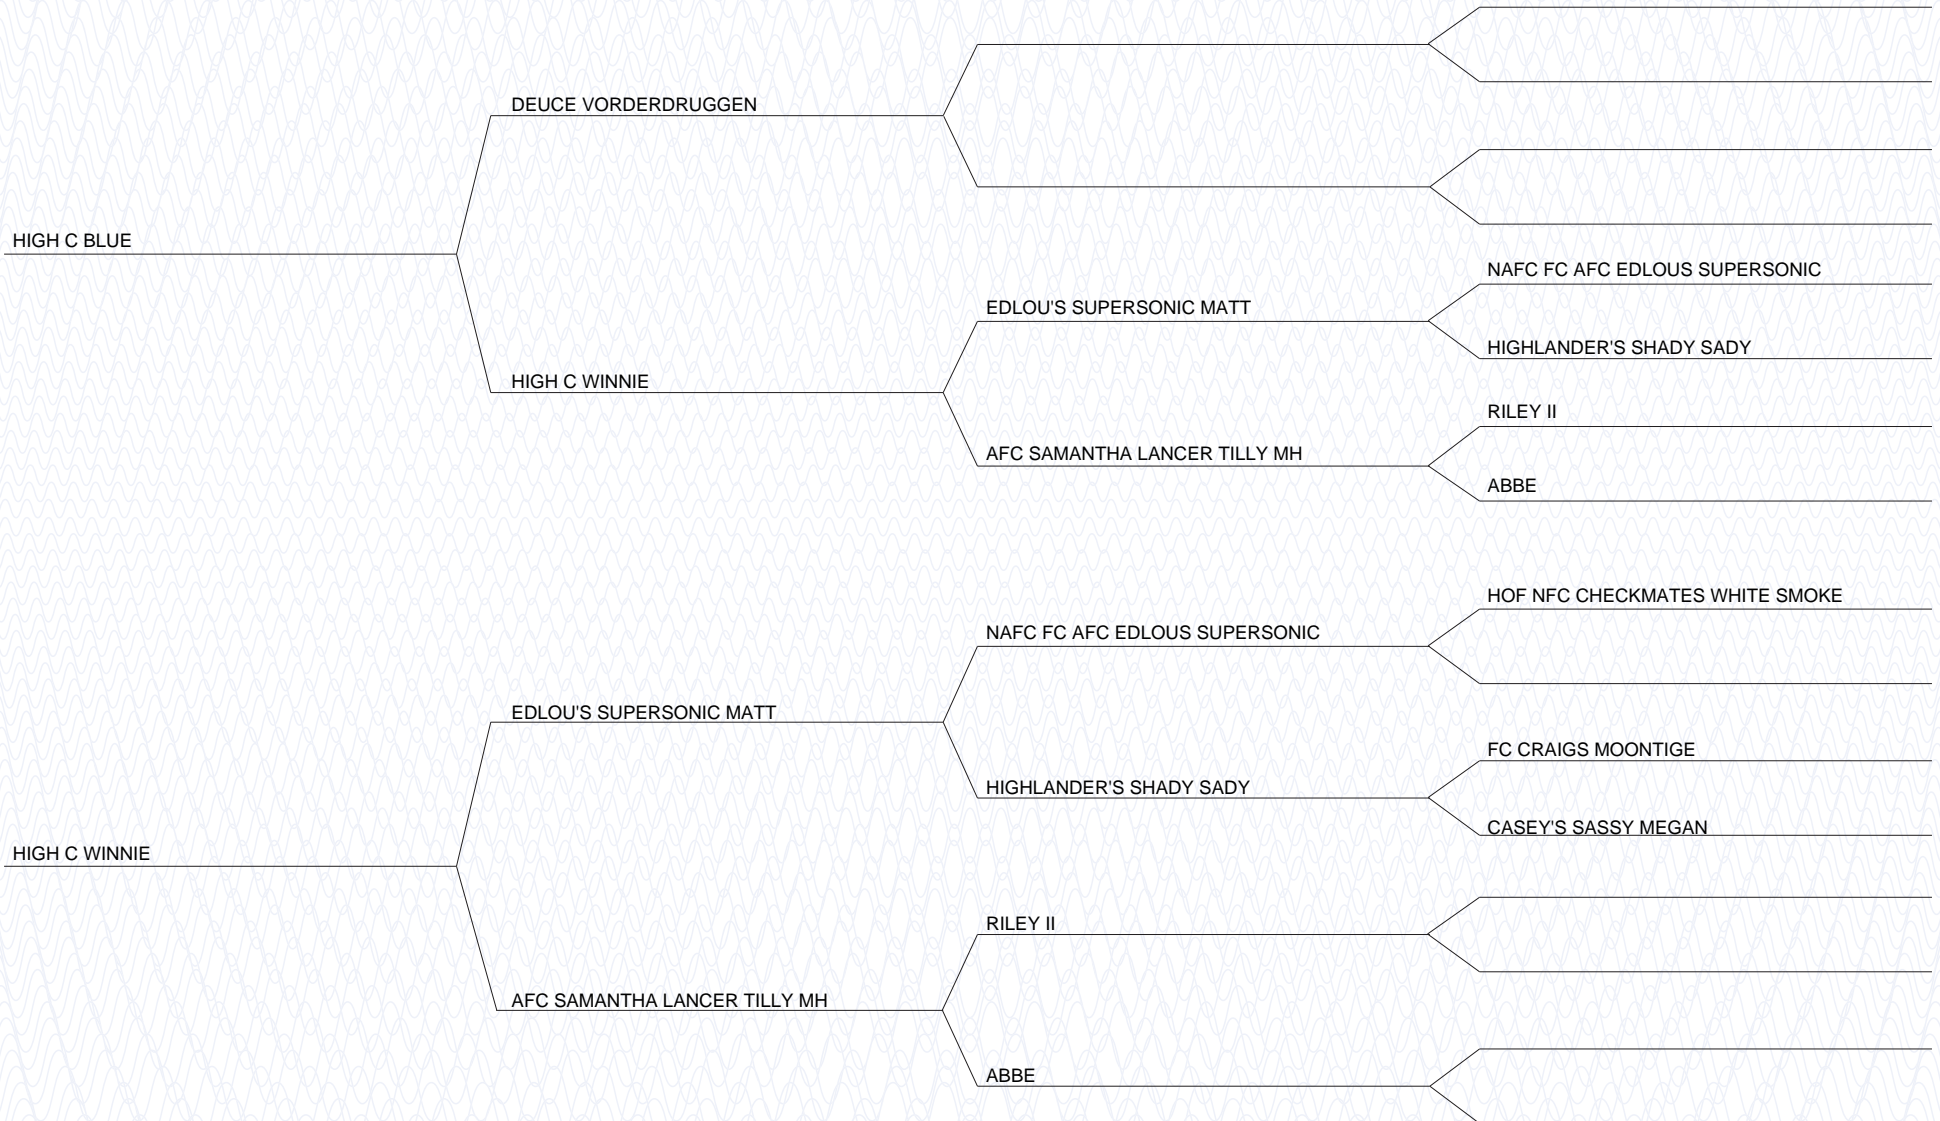 DEUCE VORDERDRUGGEN
HIGH C BLUE
NAFC FC AFC EDLOUS SUPERSONIC
EDLOU'S SUPERSONIC MATT
HIGHLANDER'S SHADY SADY
HIGH C WINNIE
RILEY II
AFC SAMANTHA LANCER TILLY MH
ABBE
HOF NFC CHECKMATES WHITE SMOKE
NAFC FC AFC EDLOUS SUPERSONIC
EDLOU'S SUPERSONIC MATT
FC CRAIGS MOONTIGE
HIGHLANDER'S SHADY SADY
CASEY'S SASSY MEGAN
HIGH C WINNIE
RILEY II
AFC SAMANTHA LANCER TILLY MH
ABBE